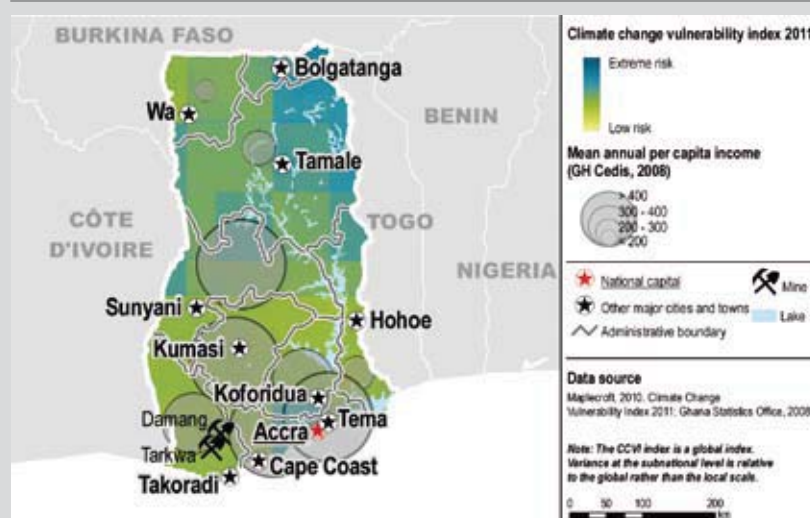 BURKINA FASO
Bolgatanga
Wa
BENIN
Tamale
CÔTE
D'IVOIRE
TOGO
NIGERIA
Sunyani
Hohoe
Kumasi
Koforidua
Damang
Tema
Accra
Tarkwa
Cape Coast
Takoradi
Climate change vulnerability index 2011
Extreme risk
Low risk
Mean annual per capita income
(GH Cedis, 2008)
> 400
300 - 400
200 - 300
< 200
National capital
Mine
Other major cities and towns
Lake
Administrative boundary
Data source
Maplecroft, 2010. Climate Change
Vulnerability Index 2011; Ghana Statistics Office, 2008
Note: The CCVI index is a global index.
Variance at the subnational level is relative
to the global rather than the local scale.
0 50 100 200
km